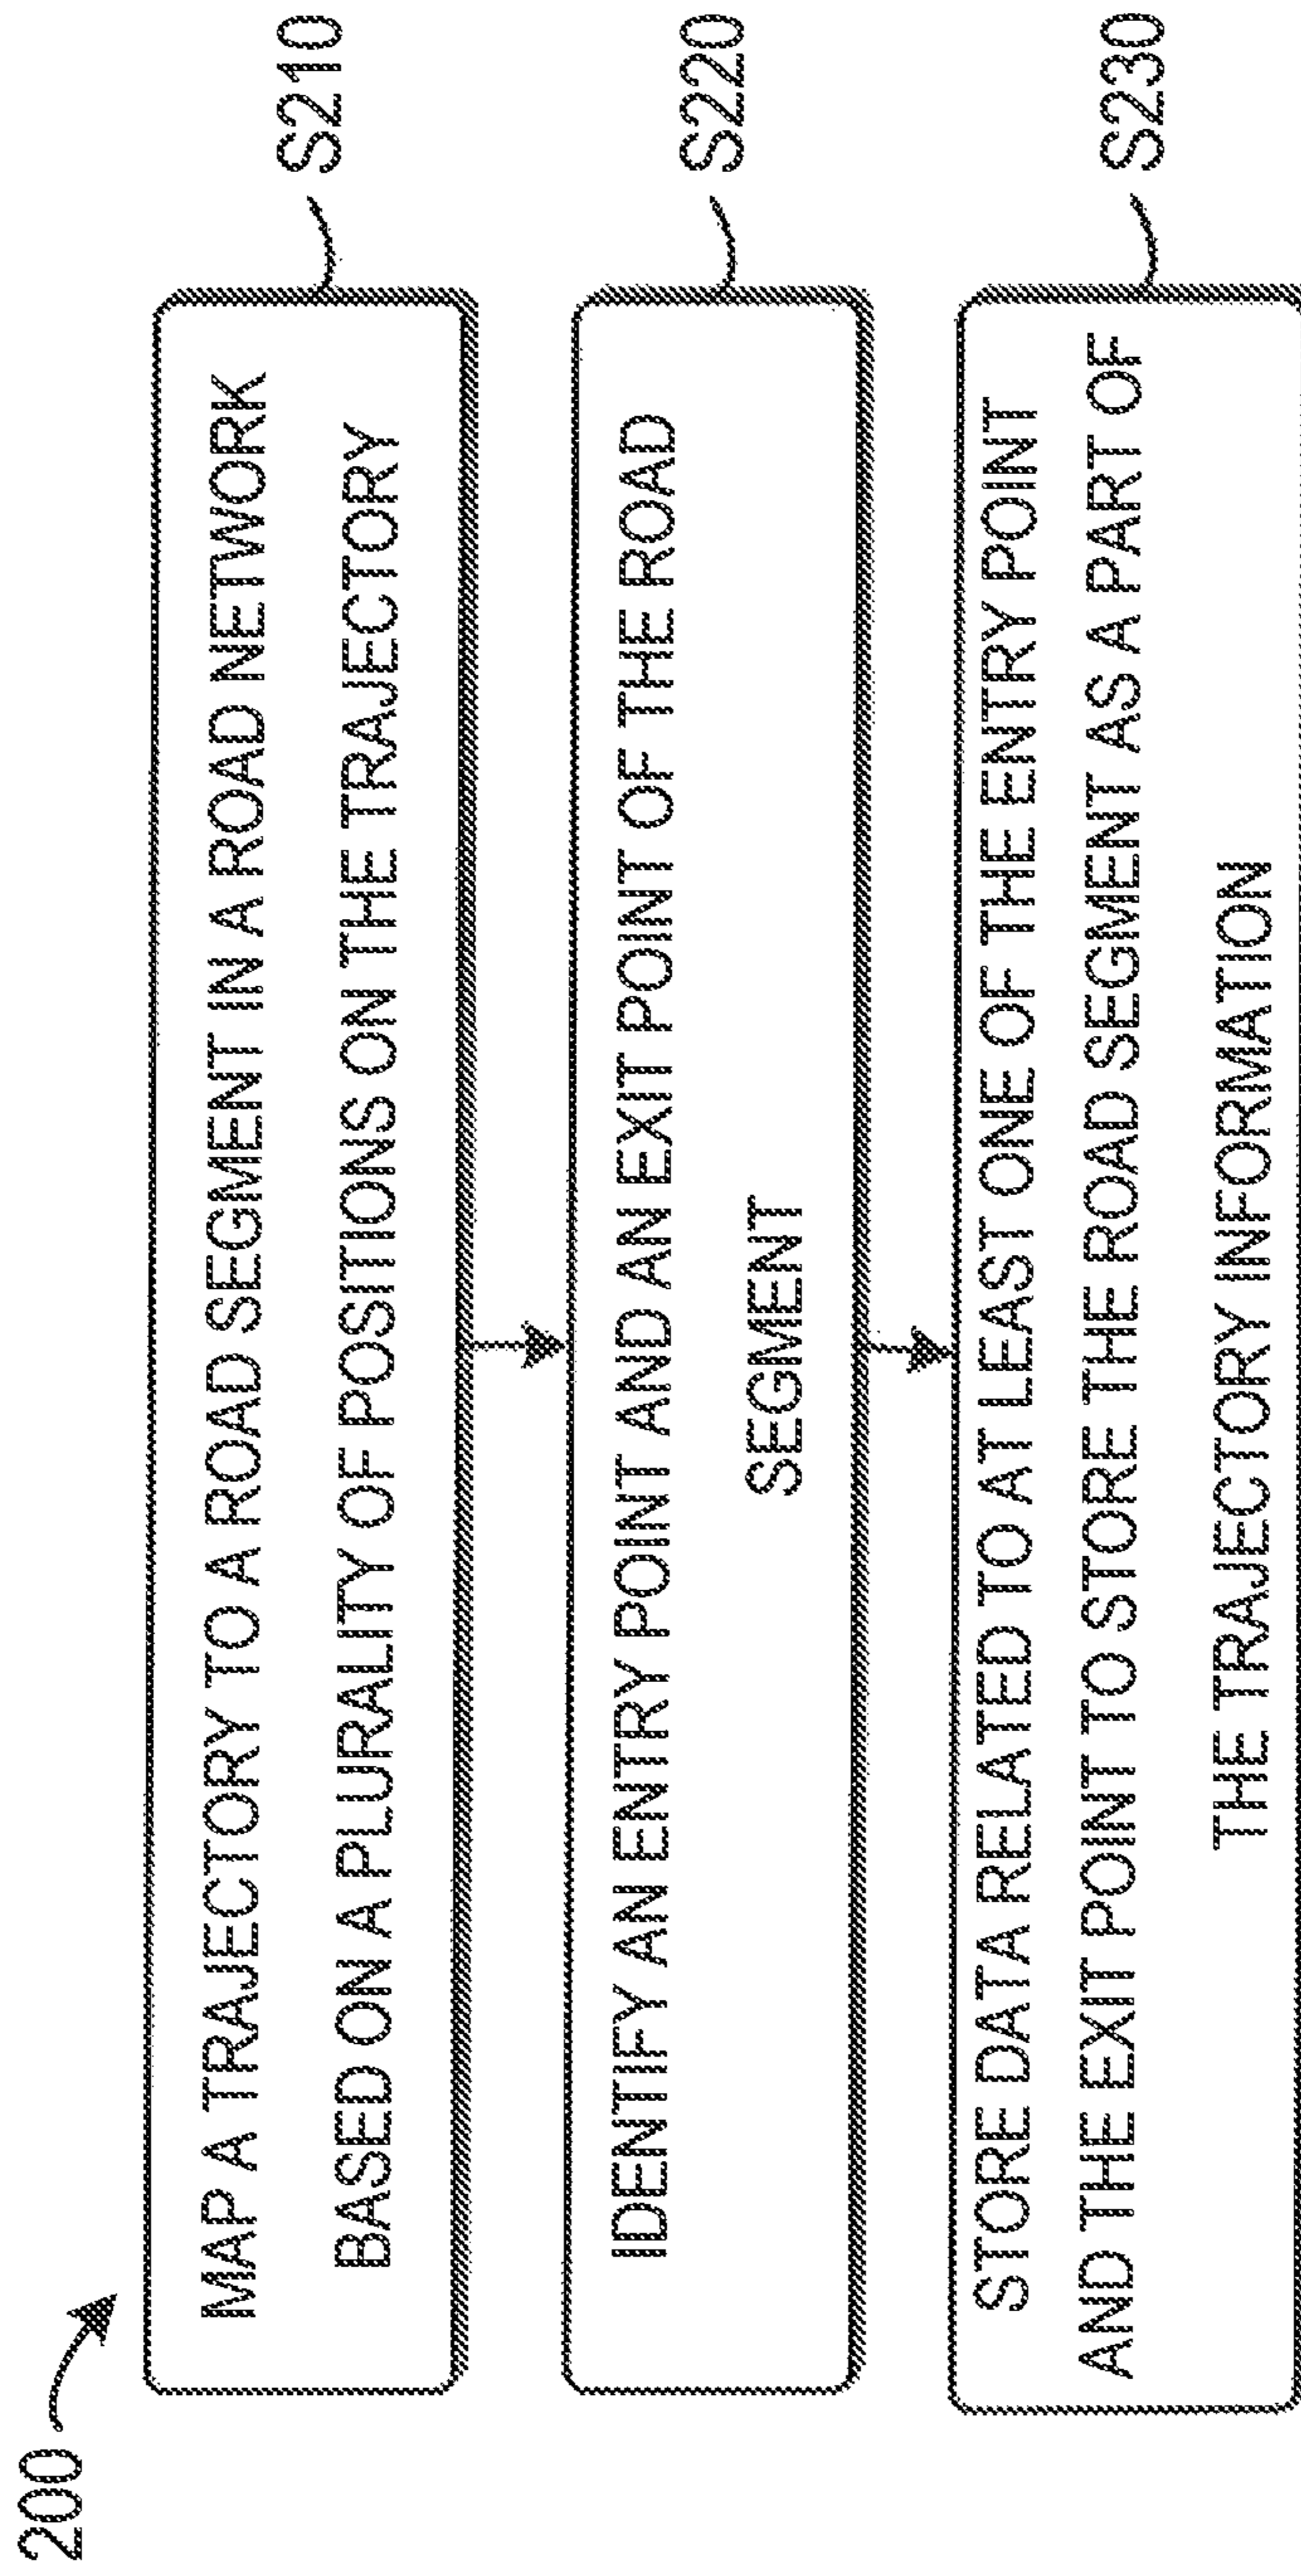 200
MAP A TRAJECTORY TO A ROAD SEGMENT IN A ROAD NETWORK
BASED ON A PLURALITY OF POSITIONS ON THE TRAJECTORY
S210
IDENTIFY AN ENTRY POINT AND AN EXIT POINT OF THE ROAD
SEGMENT
S220
STORE DATA RELATED TO AT LEAST ONE OF THE ENTRY POINT
AND THE EXIT POINT TO STORE THE ROAD SEGMENT AS A PART OF
THE TRAJECTORY INFORMATION
S230